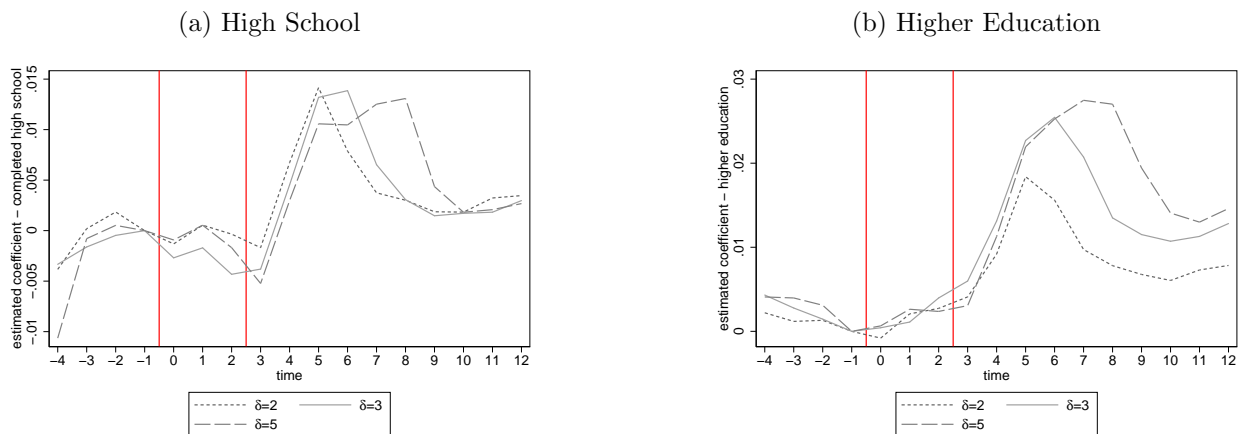 (a) High School
estimated coefficient − completed high school
.015
.01
.005
0
−.005
−.01
−4 −3 −2 −1 0 1 2 3 4 5 6 7 8 9 10 11 12
time
δ=2 δ=3
δ=5
(b) Higher Education
estimated coefficient − higher education
.03
.02
.01
0
−4 −3 −2 −1 0 1 2 3 4 5 6 7 8 9 10 11 12
time
δ=2 δ=3
δ=5